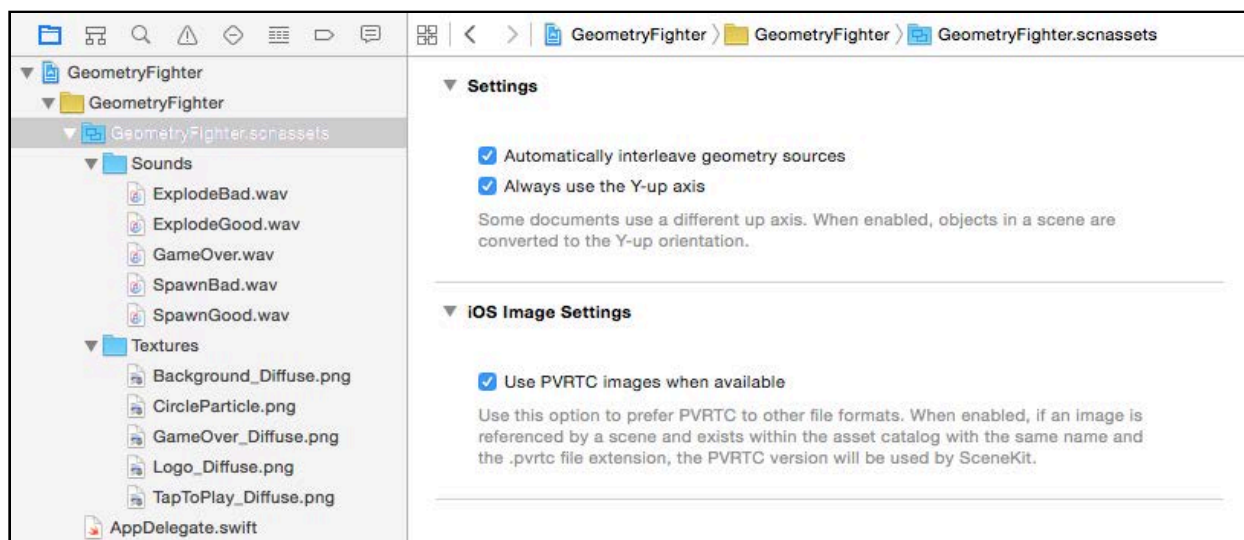 GeometryFighter
GeometryFighter
GeometryFighter.scnassets
Sounds
ExplodeBad.wav
ExplodeGood.wav
GameOver.wav
SpawnBad.wav
SpawnGood.wav
Textures
Background_Diffuse.png
CircleParticle.png
GameOver_Diffuse.png
Logo_Diffuse.png
TapToPlay_Diffuse.png
AppDelegate.swift
GeometryFighter GeometryFighter GeometryFighter.scnassets
Settings
Automatically interleave geometry sources
Always use the Y-up axis
Some documents use a different up axis. When enabled, objects in a scene are
converted to the Y-up orientation.
iOS Image Settings
Use PVRTC images when available
Use this option to prefer PVRTC to other file formats. When enabled, if an image is
referenced by a scene and exists within the asset catalog with the same name and
the .pvrtc file extension, the PVRTC version will be used by SceneKit.